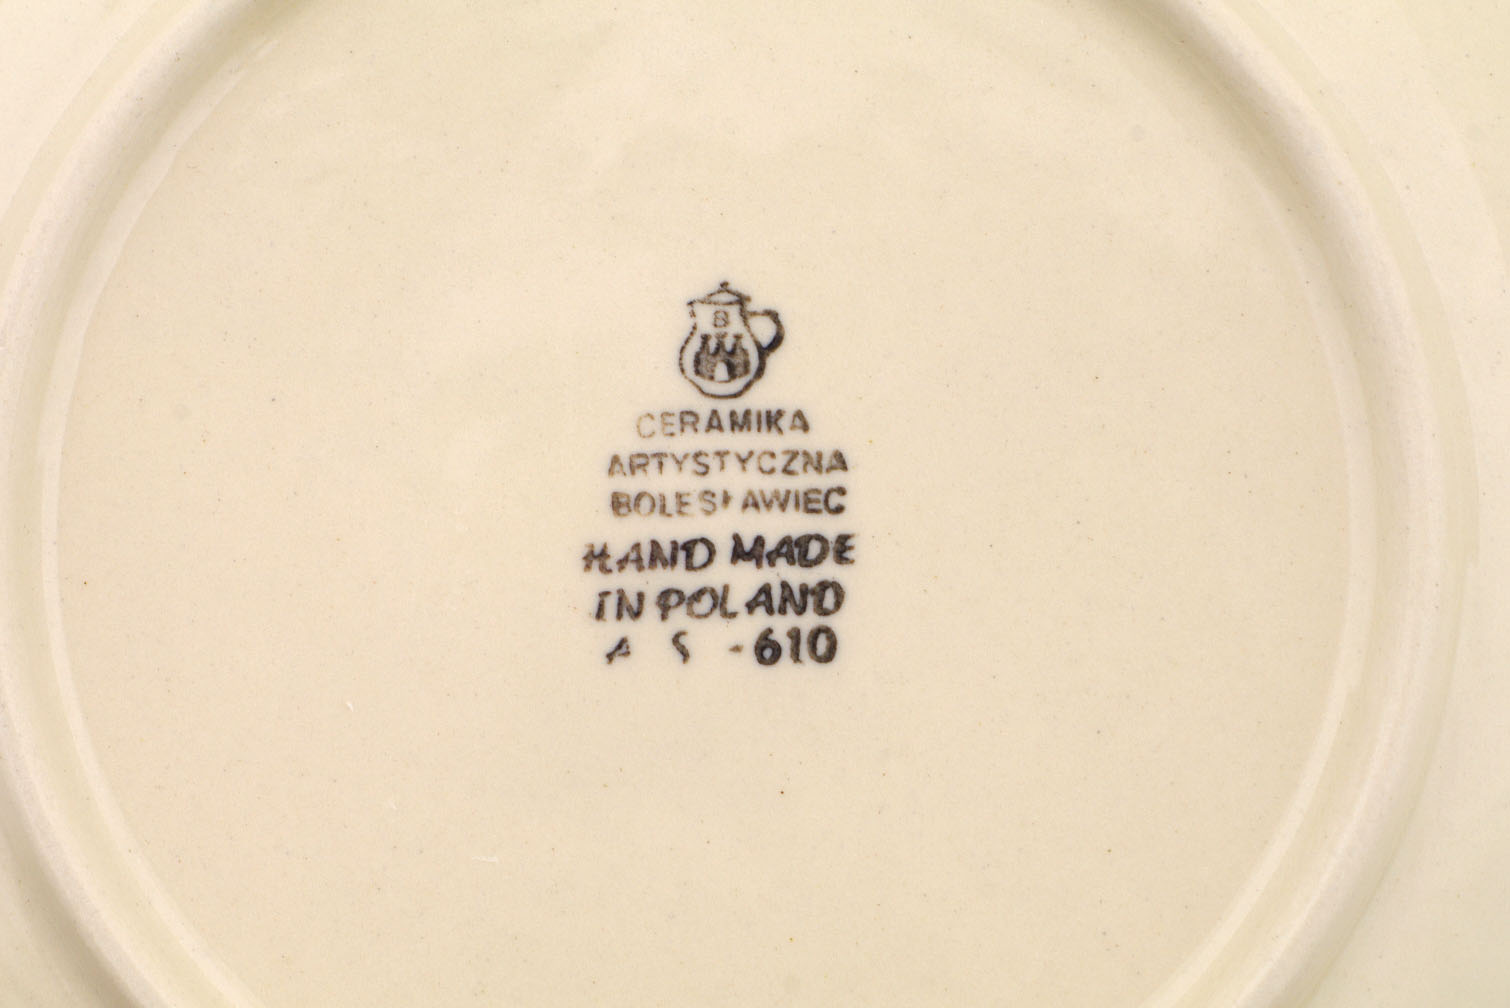 B
CERAMIKA
ARTYSTYCZNA
BOLESŁAWIEC
HAND MADE
IN POLAND
A S -610